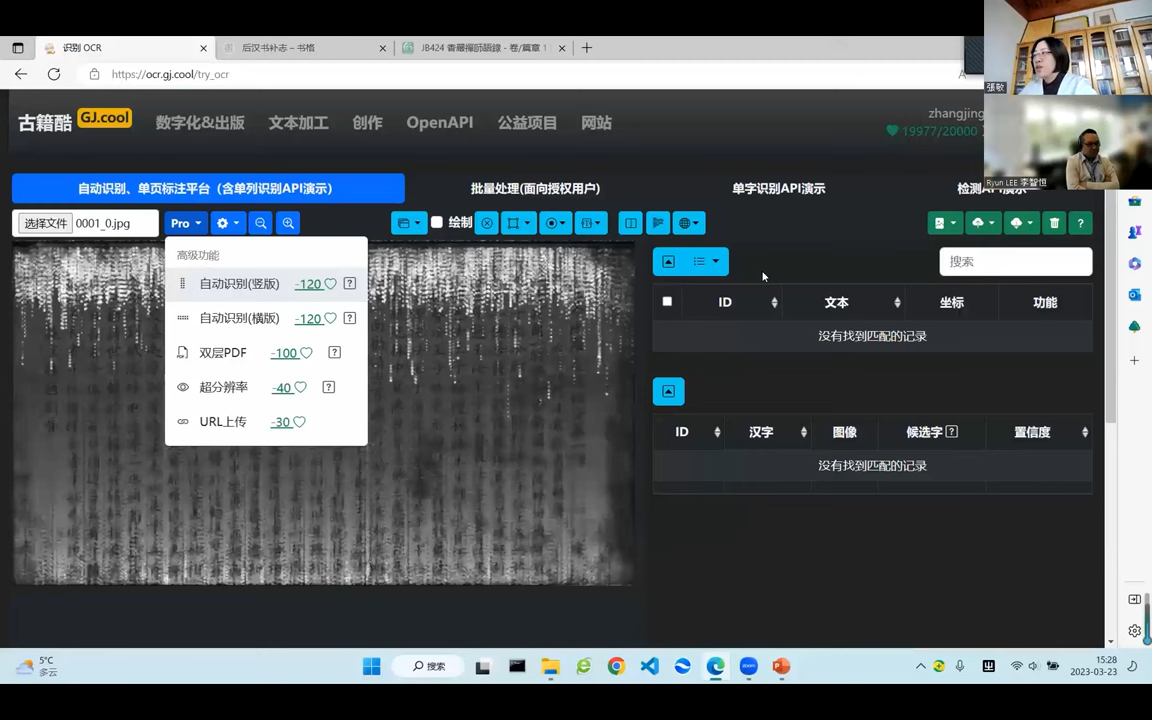 识别 OCR
后汉书补志 – 书格
JB424 香嚴禪師語錄 - 卷/篇章 1
https://ocr.gj.cool/try_ocr
古籍酷 GJ.cool 数字化&出版 文本加工 创作 OpenAPI 公益项目 网站
zhangjing
19977/20000
張敬
Ryun LEE 李智恒
自动识别、单页标注平台（含单列识别API演示） 批量处理(面向授权用户) 单字识别API演示
选择文件 0001_0.jpg Pro 绘制 ?
高级功能
自动识别(竖版) -120 ?
自动识别(横版) -120 ?
双层PDF -100 ?
超分辨率 -40 ?
URL上传 -30
搜索
ID 文本 坐标 功能
没有找到匹配的记录
ID 汉字 图像 候选字 ? 置信度
没有找到匹配的记录
5°C
多云
搜索
zoom
15:28
2023-03-23